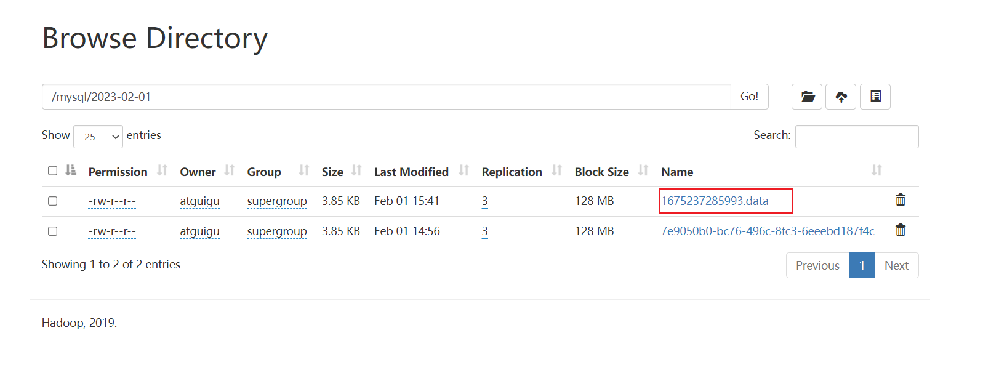 Browse Directory
/mysql/2023-02-01 Go!
Show 25 entries Search:
Permission Owner Group Size Last Modified Replication Block Size Name
-rw-r--r-- atguigu supergroup 3.85 KB Feb 01 15:41 3 128 MB 1675237285993.data
-rw-r--r-- atguigu supergroup 3.85 KB Feb 01 14:56 3 128 MB 7e9050b0-bc76-496c-8fc3-6eeebd187f4c
Showing 1 to 2 of 2 entries Previous 1 Next
Hadoop, 2019.